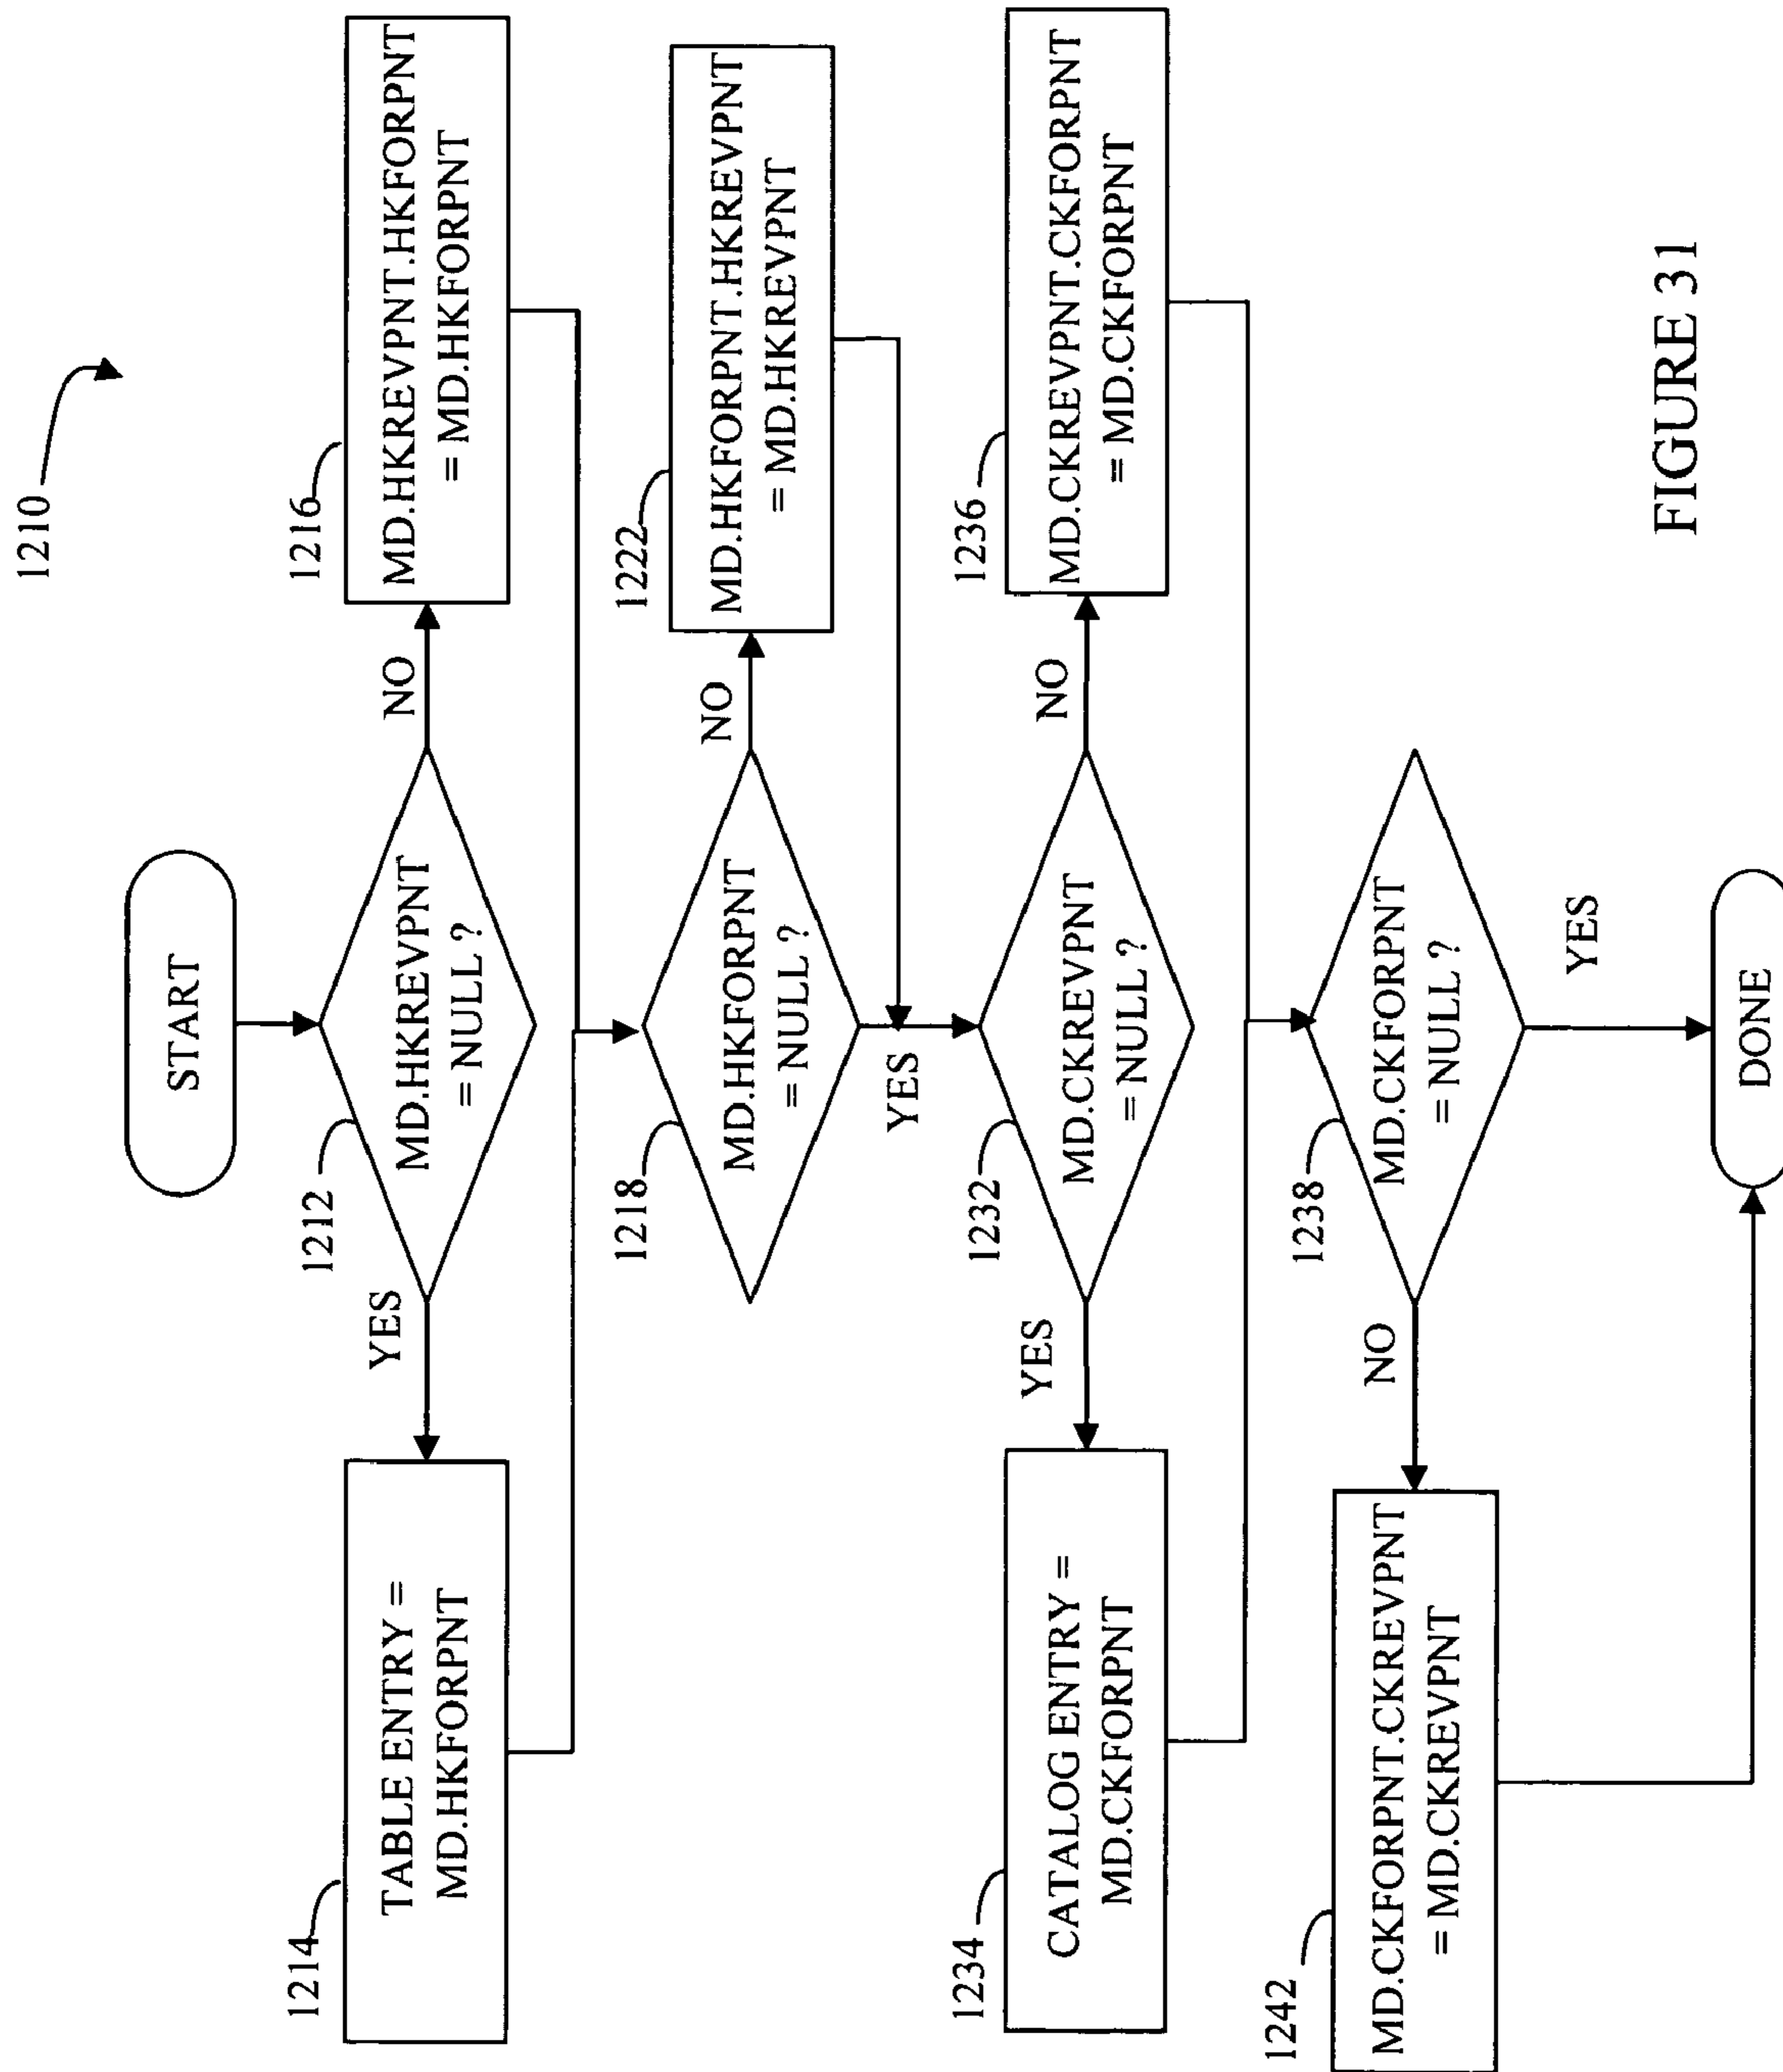 1210
START
1212
MD.HKREVPNT
= NULL ?
YES
NO
1214
TABLE ENTRY =
MD.HKFORPNT
1216
MD.HKREVPNT.HKFORPNT
= MD.HKFORPNT
1218
MD.HKFORPNT
= NULL ?
NO
YES
1222
MD.HKFORPNT.HKREVPNT
= MD.HKREVPNT
1232
MD.CKREVPNT
= NULL ?
YES
NO
1234
CATALOG ENTRY =
MD.CKFORPNT
1236
MD.CKREVPNT.CKFORPNT
= MD.CKFORPNT
1238
MD.CKFORPNT
= NULL ?
NO
YES
1242
MD.CKFORPNT.CKREVPNT
= MD.CKREVPNT
DONE
FIGURE 31